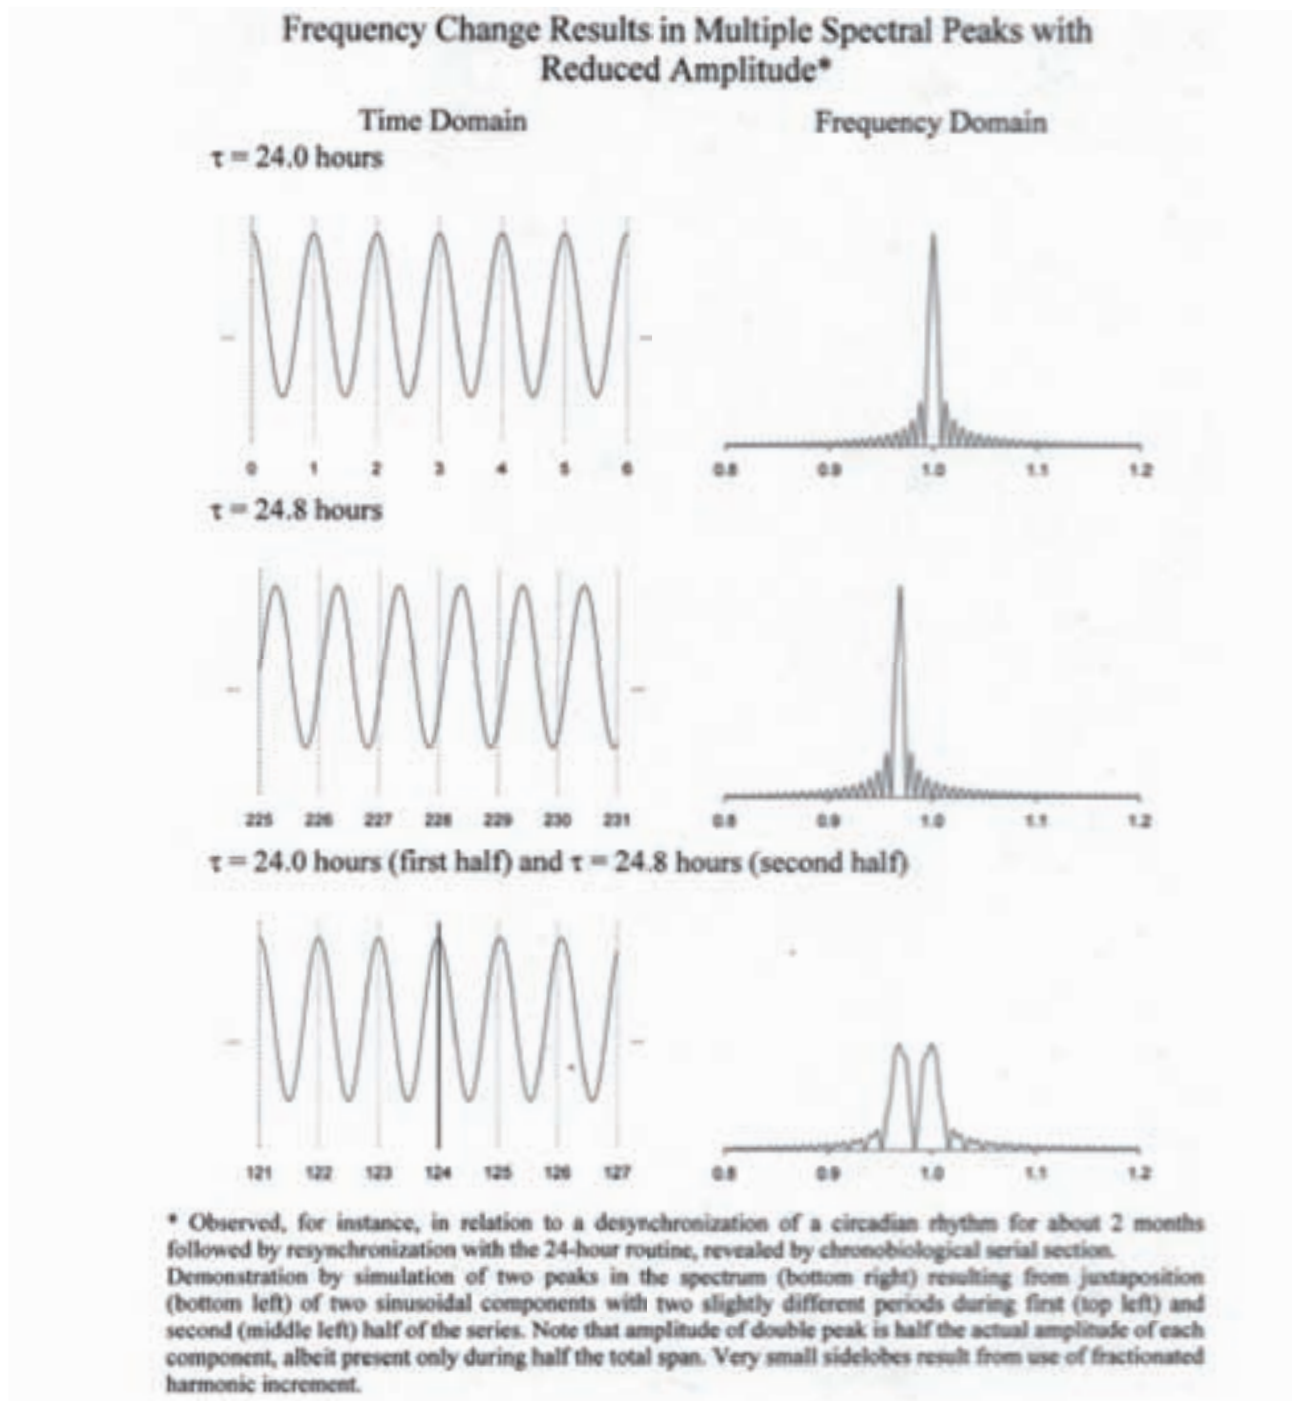 Frequency Change Results in Multiple Spectral Peaks with
Reduced Amplitude*
Time Domain
Frequency Domain
τ = 24.0 hours
0 1 2 3 4 5 6
0.8 0.9 1.0 1.1 1.2
τ = 24.8 hours
225 226 227 228 229 230 231
0.8 0.9 1.0 1.1 1.2
τ = 24.0 hours (first half) and τ = 24.8 hours (second half)
121 122 123 124 125 126 127
0.8 0.9 1.0 1.1 1.2
* Observed, for instance, in relation to a desynchronization of a circadian rhythm for about 2 months
followed by resynchronization with the 24-hour routine, revealed by chronobiological serial section.
Demonstration by simulation of two peaks in the spectrum (bottom right) resulting from juxtaposition
(bottom left) of two sinusoidal components with two slightly different periods during first (top left) and
second (middle left) half of the series. Note that amplitude of double peak is half the actual amplitude of each
component, albeit present only during half the total span. Very small sidelobes result from use of fractionated
harmonic increment.